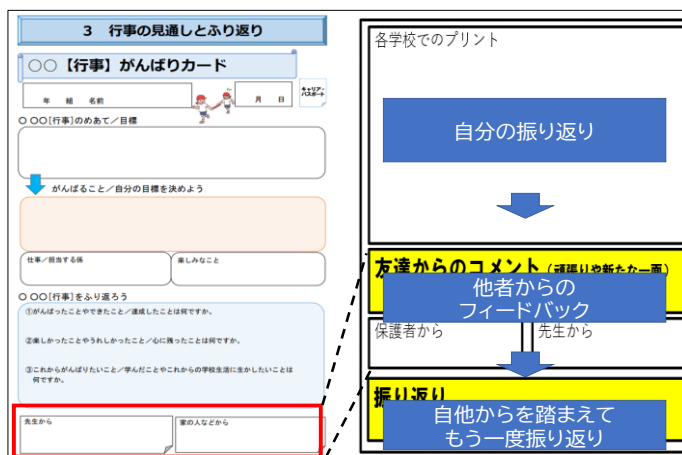 3 行事の見通しとふり返り
○○【行事】がんばりカード
年 組 名前
月 日
キャリア・
パスポート
○ ○○[行事]のめあて／目標
がんばること／自分の目標を決めよう
仕事／担当する係
楽しみなこと
○ ○○[行事]をふり返ろう
①がんばったことやできたこと／達成したことは何ですか。
②楽しかったことやうれしかったこと／心に残ったことは何ですか。
③これからがんばりたいこと／学んだことやこれからの学校生活に生かしたいことは
何ですか。
先生から
家の人などから
各学校でのプリント
自分の振り返り
友達からのコメント（頑張りや新たな一面）
他者からの
フィードバック
保護者から
先生から
振り返り
自他からを踏まえて
もう一度振り返り